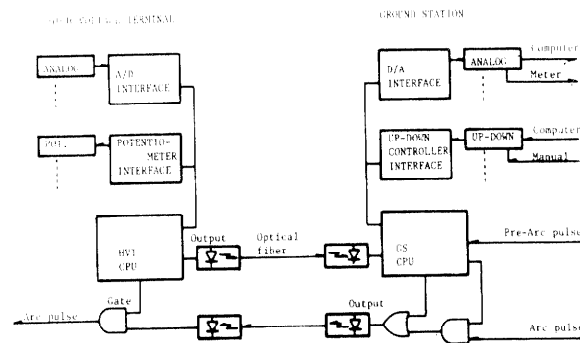 TERMINAL
GROUND STATION
ANALOG
A/D
INTERFACE
D/A
INTERFACE
ANALOG
Computer
Meter
POT.
POTENTIO-
METER
INTERFACE
UP-DOWN
CONTROLLER
INTERFACE
UP-DOWN
Computer
Manual
HVT
CPU
Output
Optical
fiber
GS
CPU
Pre-Arc pulse
Gate
Output
Arc pulse
Arc pulse